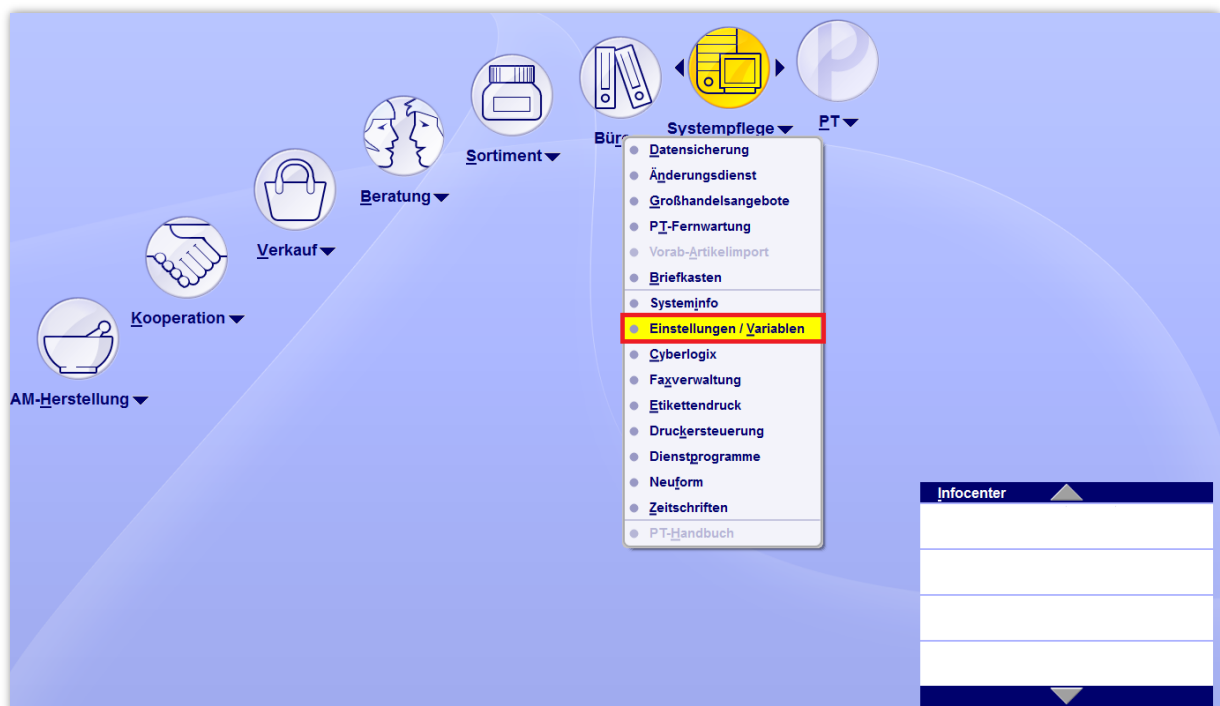 AM-Herstellung
Kooperation
Verkauf
Beratung
Sortiment
Bür
Systempflege
PT
Datensicherung
Änderungsdienst
Großhandelsangebote
PT-Fernwartung
Vorab-Artikelimport
Briefkasten
Systeminfo
Einstellungen / Variablen
Cyberlogix
Faxverwaltung
Etikettendruck
Druckersteuerung
Dienstprogramme
Neuform
Zeitschriften
PT-Handbuch
Infocenter